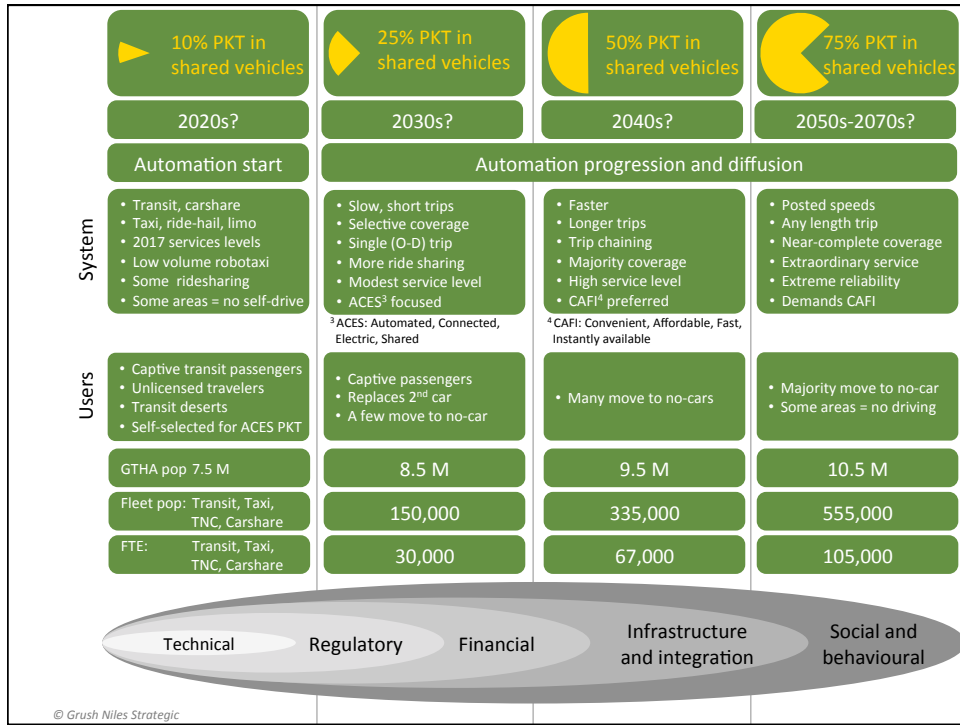 10% PKT in
shared vehicles
25% PKT in
shared vehicles
50% PKT in
shared vehicles
75% PKT in
shared vehicles
2020s?
2030s?
2040s?
2050s-2070s?
Automation start
Automation progression and diffusion
System
• Transit, carshare
• Taxi, ride-hail, limo
• 2017 services levels
• Low volume robotaxi
• Some ridesharing
• Some areas = no self-drive
• Slow, short trips
• Selective coverage
• Single (O-D) trip
• More ride sharing
• Modest service level
• ACES³ focused
³ ACES: Automated, Connected,
Electric, Shared
• Faster
• Longer trips
• Trip chaining
• Majority coverage
• High service level
• CAFI⁴ preferred
⁴ CAFI: Convenient, Affordable, Fast,
Instantly available
• Posted speeds
• Any length trip
• Near-complete coverage
• Extraordinary service
• Extreme reliability
• Demands CAFI
Users
• Captive transit passengers
• Unlicensed travelers
• Transit deserts
• Self-selected for ACES PKT
• Captive passengers
• Replaces 2nd car
• A few move to no-car
• Many move to no-cars
• Majority move to no-car
• Some areas = no driving
GTHA pop 7.5 M
8.5 M
9.5 M
10.5 M
Fleet pop: Transit, Taxi,
TNC, Carshare
150,000
335,000
555,000
FTE: Transit, Taxi,
TNC, Carshare
30,000
67,000
105,000
Technical
Regulatory
Financial
Infrastructure
and integration
Social and
behavioural
© Grush Niles Strategic